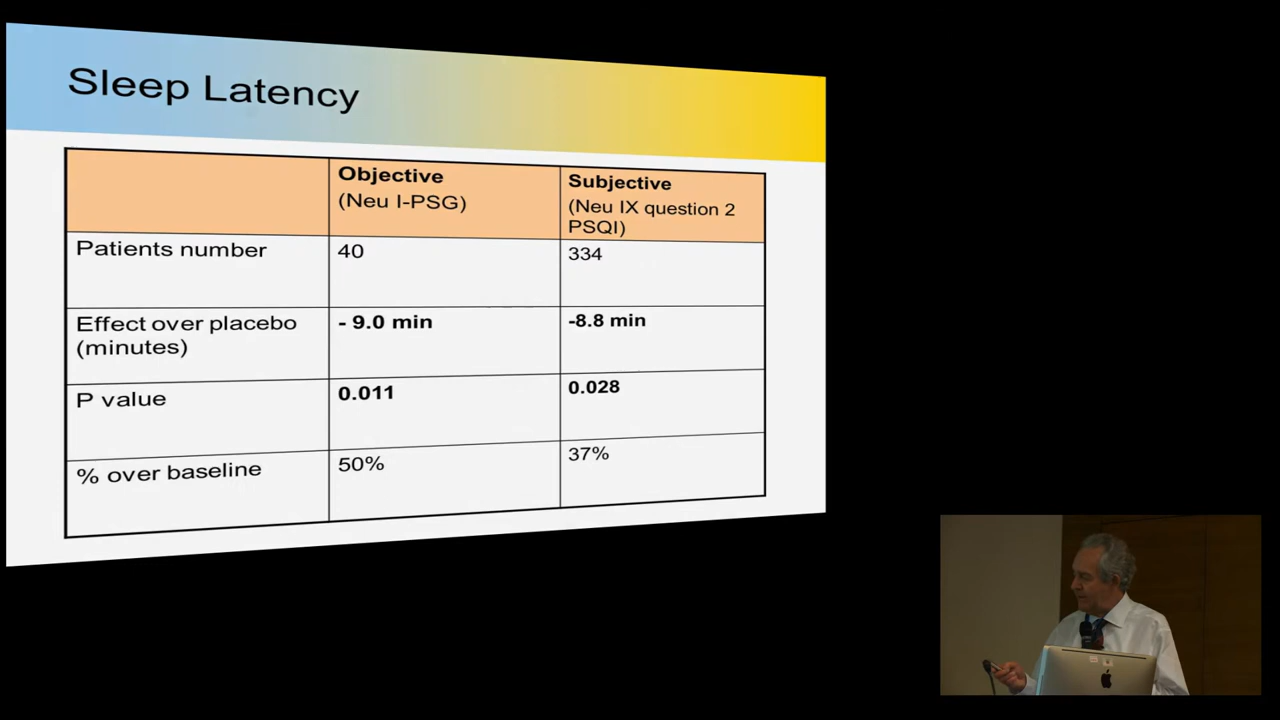 Sleep Latency
Objective
(Neu I-PSG)
Subjective
(Neu IX question 2
PSQI)
Patients number
40
334
Effect over placebo
(minutes)
- 9.0 min
-8.8 min
P value
0.011
0.028
% over baseline
50%
37%